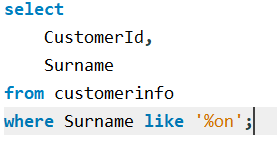 select
    CustomerId,
    Surname
from customerinfo
where Surname like '%on';